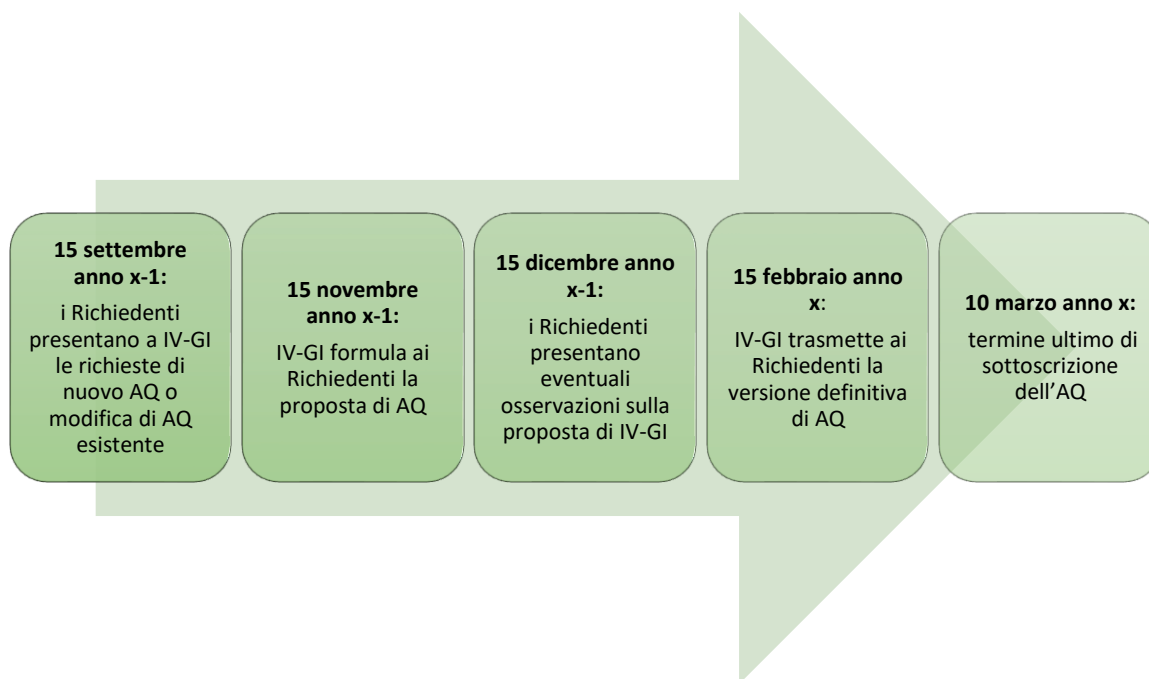 15 settembre
anno x-1:
i Richiedenti
presentano a IV-GI
le richieste di
nuovo AQ o
modifica di AQ
esistente
15 novembre
anno x-1:
IV-GI formula ai
Richiedenti la
proposta di AQ
15 dicembre anno
x-1:
i Richiedenti
presentano
eventuali
osservazioni sulla
proposta di IV-GI
15 febbraio anno
x:
IV-GI trasmette ai
Richiedenti la
versione definitiva
di AQ
10 marzo anno x:
termine ultimo di
sottoscrizione
dell’AQ